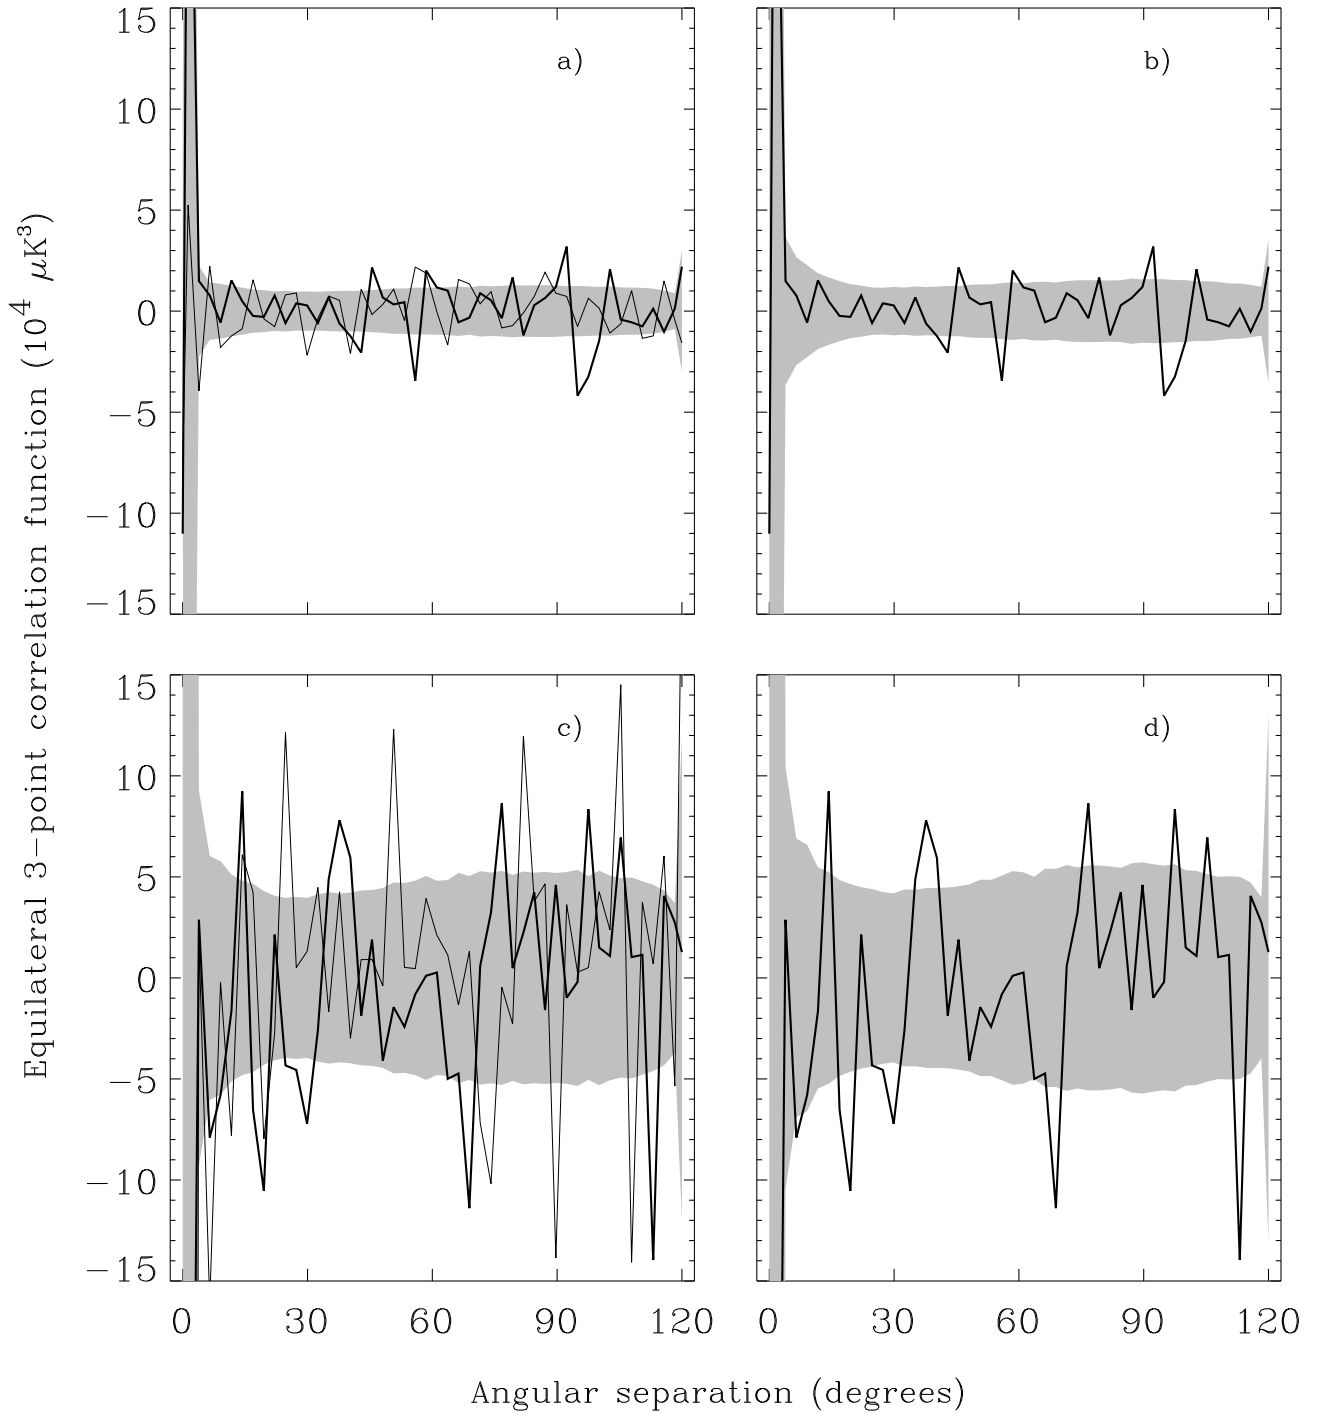 15
10
5
0
−5
−10
−15
a)
b)
15
10
5
0
−5
−10
−15
c)
d)
0 30 60 90 120
0 30 60 90 120
Angular separation (degrees)
Equilateral 3−point correlation function (10⁴ μK³)